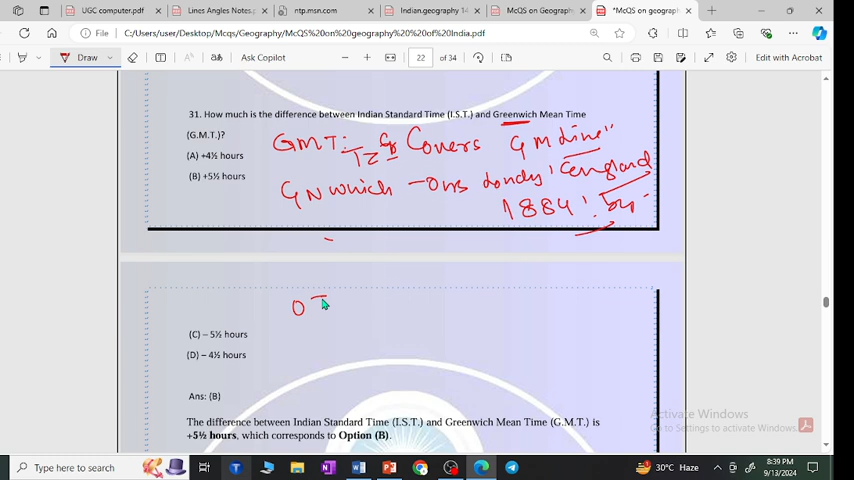 UGC computer.pdf
Lines Angles Notes.p
ntp.msn.com
Indian.geography 14
McQS on Geograph
*McQS on geograph
File C:/Users/user/Desktop/Mcqs/Geography/McQS%20on%20geography%20%20of%20India.pdf
Draw Ask Copilot 22 of 34 Edit with Acrobat
31. How much is the difference between Indian Standard Time (I.S.T.) and Greenwich Mean Time
(G.M.T.)?
(A) +4½ hours
(B) +5½ hours
GMT: TZ Covers GM Line"
GN which England
1884
0
(C) – 5½ hours
(D) – 4½ hours
Ans: (B)
The difference between Indian Standard Time (I.S.T.) and Greenwich Mean Time (G.M.T.) is
+5½ hours, which corresponds to Option (B).
Activate Windows
Go to Settings to activate Windows.
Type here to search
30°C Haze
8:39 PM
9/13/2024